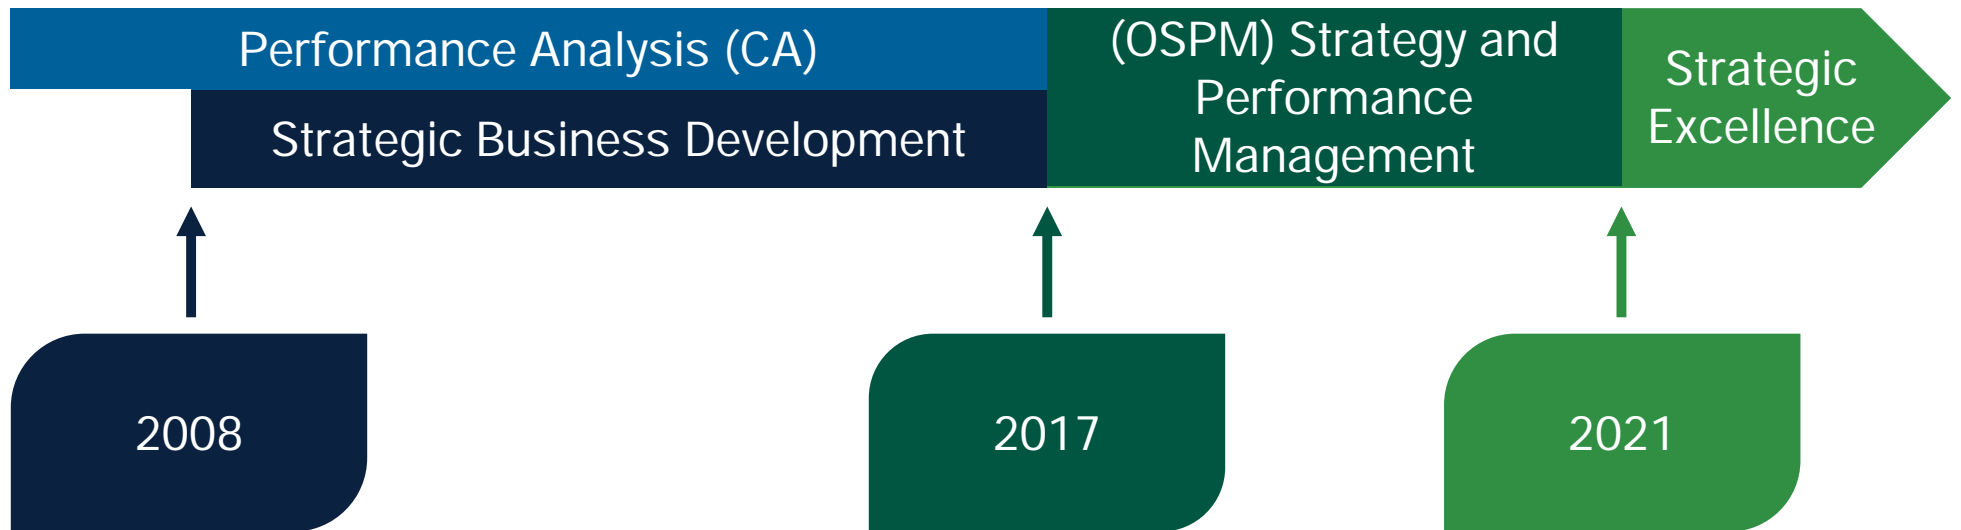 Performance Analysis (CA)
Strategic Business Development
(OSPM) Strategy and
Performance
Management
Strategic
Excellence
2008
2017
2021